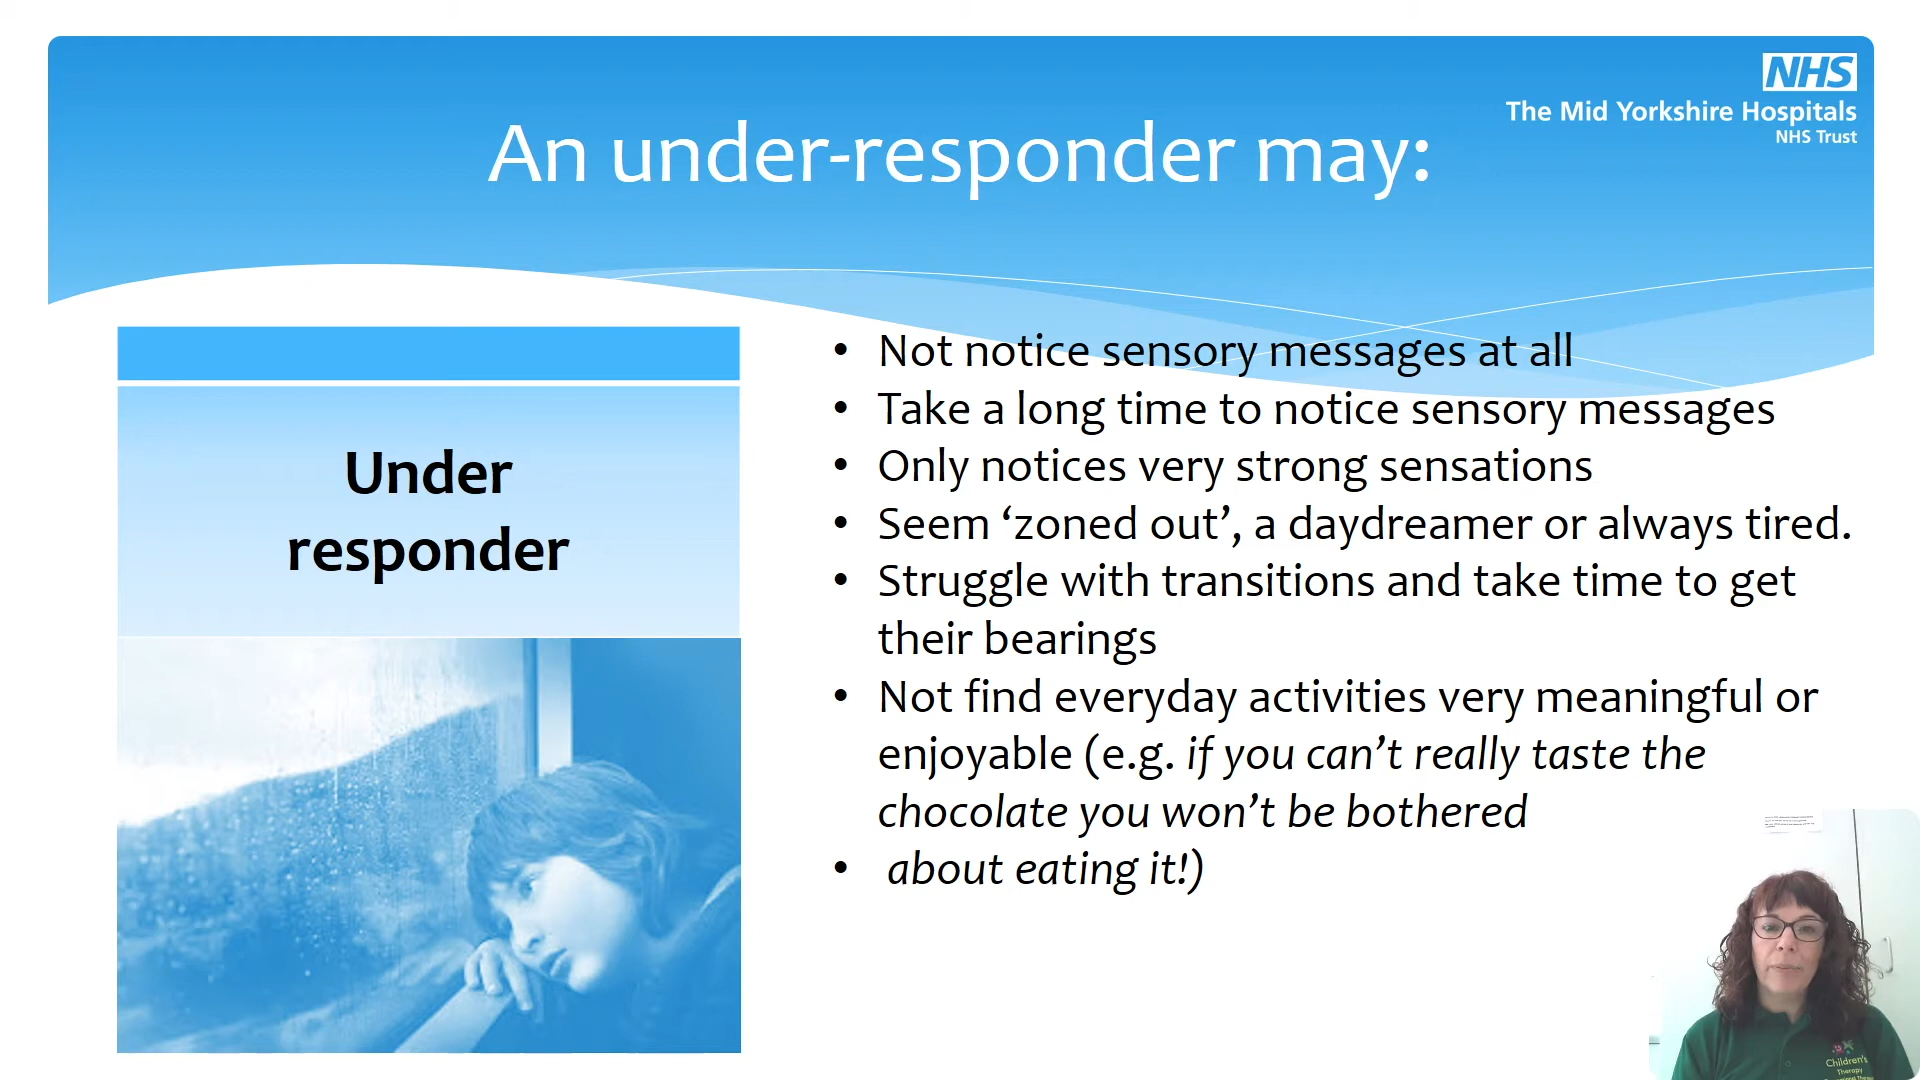 NHS
The Mid Yorkshire Hospitals
NHS Trust
An under-responder may:
Under
responder
• Not notice sensory messages at all
• Take a long time to notice sensory messages
• Only notices very strong sensations
• Seem ‘zoned out’, a daydreamer or always tired.
• Struggle with transitions and take time to get
their bearings
• Not find everyday activities very meaningful or
enjoyable (e.g. if you can’t really taste the
chocolate you won’t be bothered
• about eating it!)
Children's
Therapy